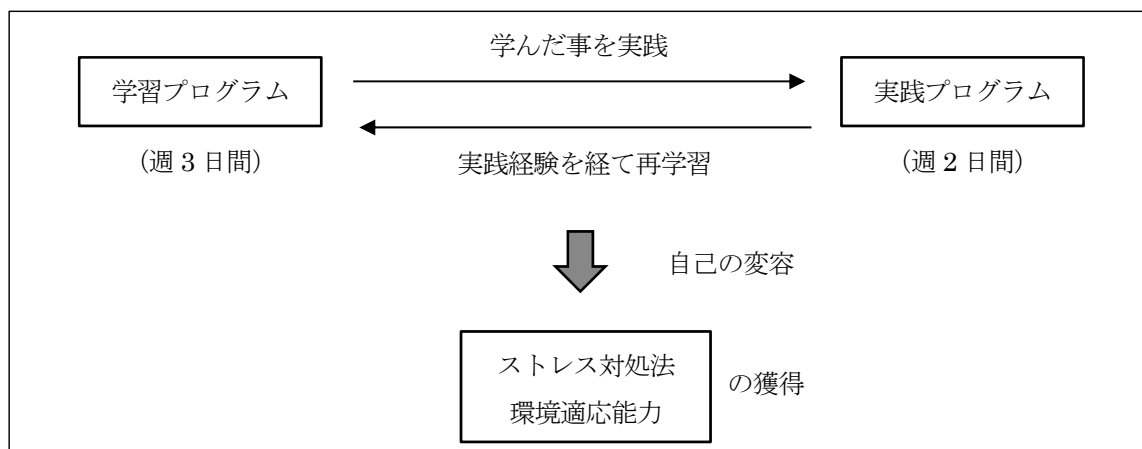 学んだ事を実践
学習プログラム
実践プログラム
(週 3 日間)
実践経験を経て再学習
(週 2 日間)
自己の変容
ストレス対処法
環境適応能力
の獲得